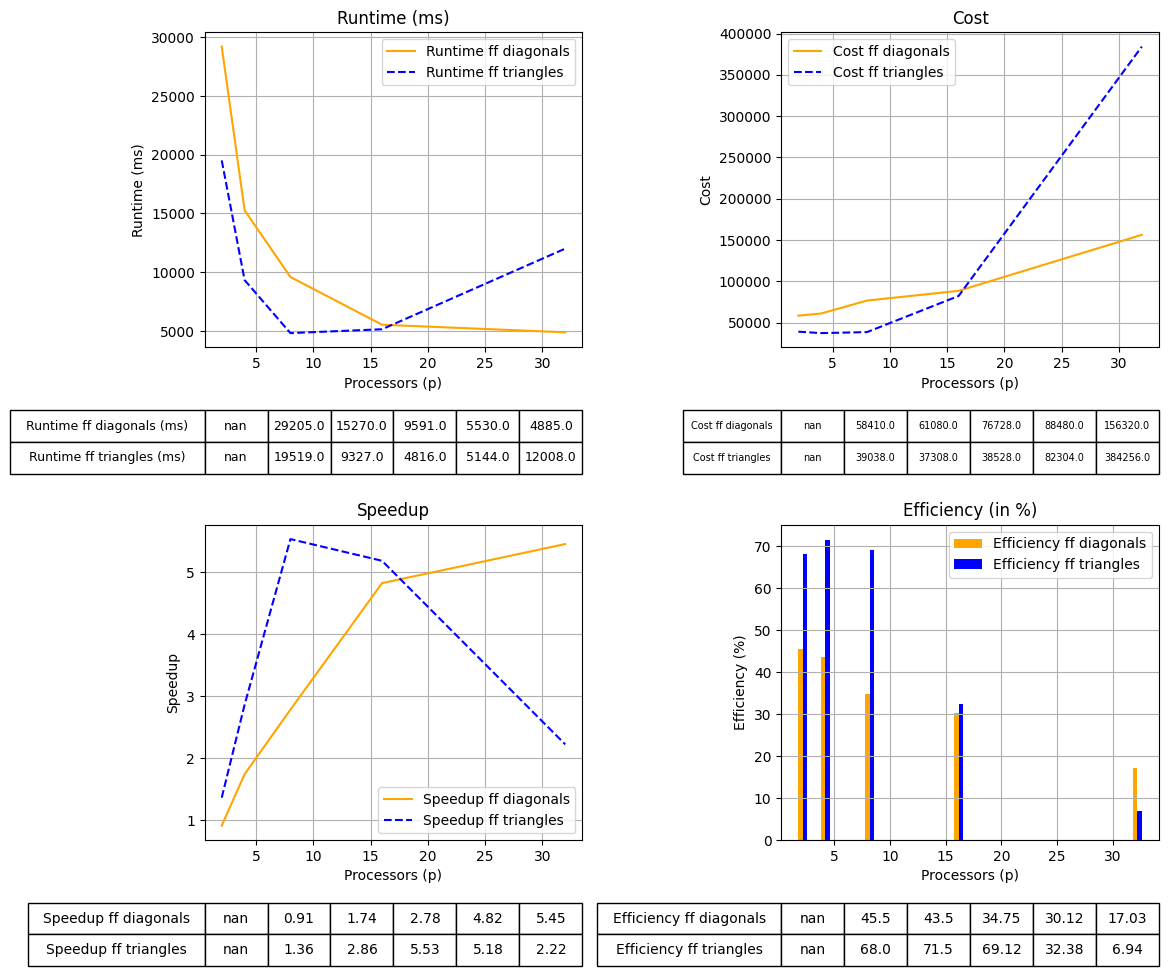 Runtime (ms)
30000
25000
20000
15000
10000
5000
Runtime (ms)
Runtime ff diagonals
Runtime ff triangles
5 10 15 20 25 30
Processors (p)
Runtime ff diagonals (ms) nan 29205.0 15270.0 9591.0 5530.0 4885.0
Runtime ff triangles (ms) nan 19519.0 9327.0 4816.0 5144.0 12008.0
Cost
400000
350000
300000
250000
200000
150000
100000
50000
Cost
Cost ff diagonals
Cost ff triangles
5 10 15 20 25 30
Processors (p)
Cost ff diagonals nan 58410.0 61080.0 76728.0 88480.0 156320.0
Cost ff triangles nan 39038.0 37308.0 38528.0 82304.0 384256.0
Speedup
5
4
3
2
1
Speedup
Speedup ff diagonals
Speedup ff triangles
5 10 15 20 25 30
Processors (p)
Speedup ff diagonals nan 0.91 1.74 2.78 4.82 5.45
Speedup ff triangles nan 1.36 2.86 5.53 5.18 2.22
Efficiency (in %)
70
60
50
40
30
20
10
0
Efficiency (%)
Efficiency ff diagonals
Efficiency ff triangles
5 10 15 20 25 30
Processors (p)
Efficiency ff diagonals nan 45.5 43.5 34.75 30.12 17.03
Efficiency ff triangles nan 68.0 71.5 69.12 32.38 6.94